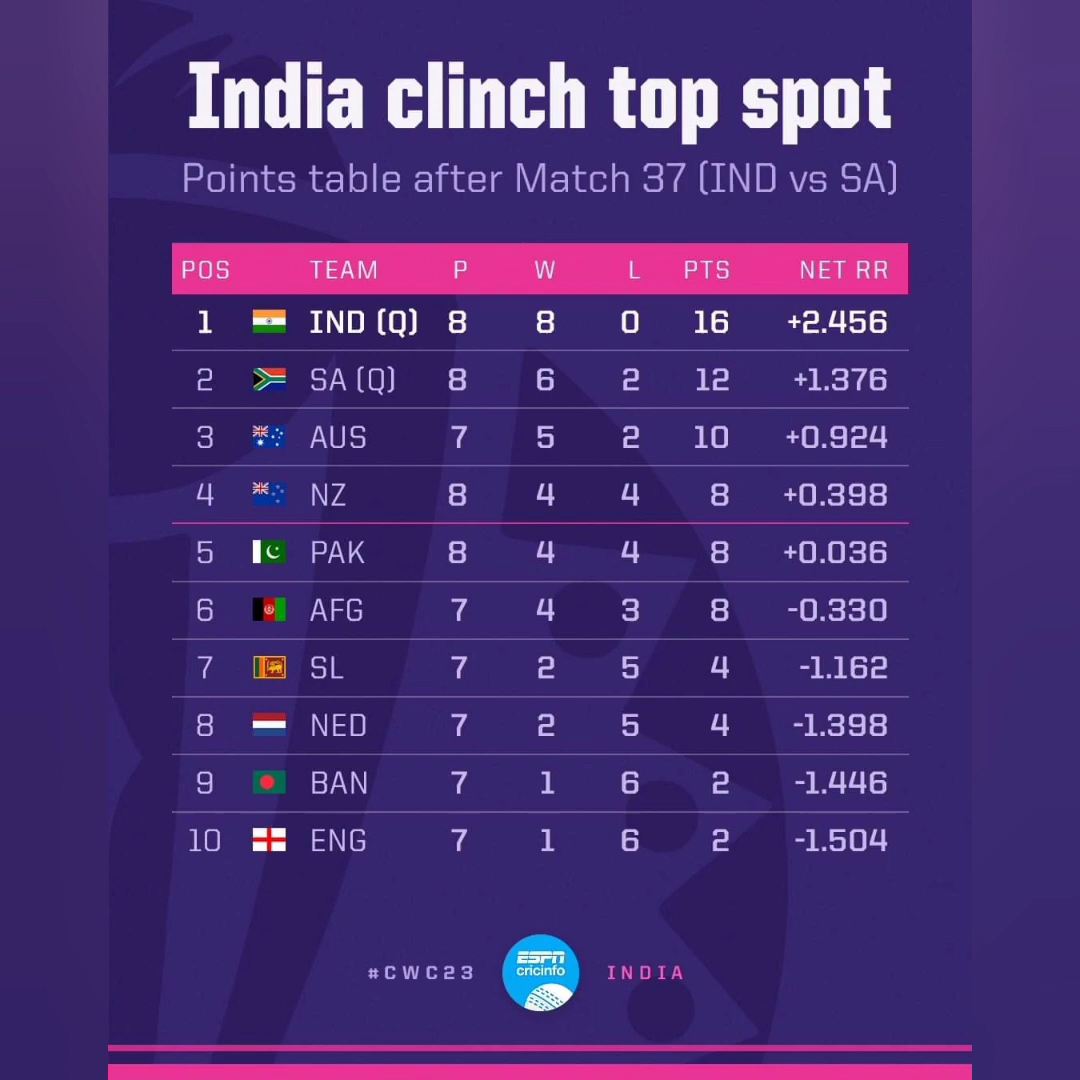 India clinch top spot
Points table after Match 37 (IND vs SA)
POS TEAM P W L PTS NET RR
1 IND (Q) 8 8 0 16 +2.456
2 SA (Q) 8 6 2 12 +1.376
3 AUS 7 5 2 10 +0.924
4 NZ 8 4 4 8 +0.398
5 PAK 8 4 4 8 +0.036
6 AFG 7 4 3 8 -0.330
7 SL 7 2 5 4 -1.162
8 NED 7 2 5 4 -1.398
9 BAN 7 1 6 2 -1.446
10 ENG 7 1 6 2 -1.504
#CWC23 ESPN cricinfo INDIA